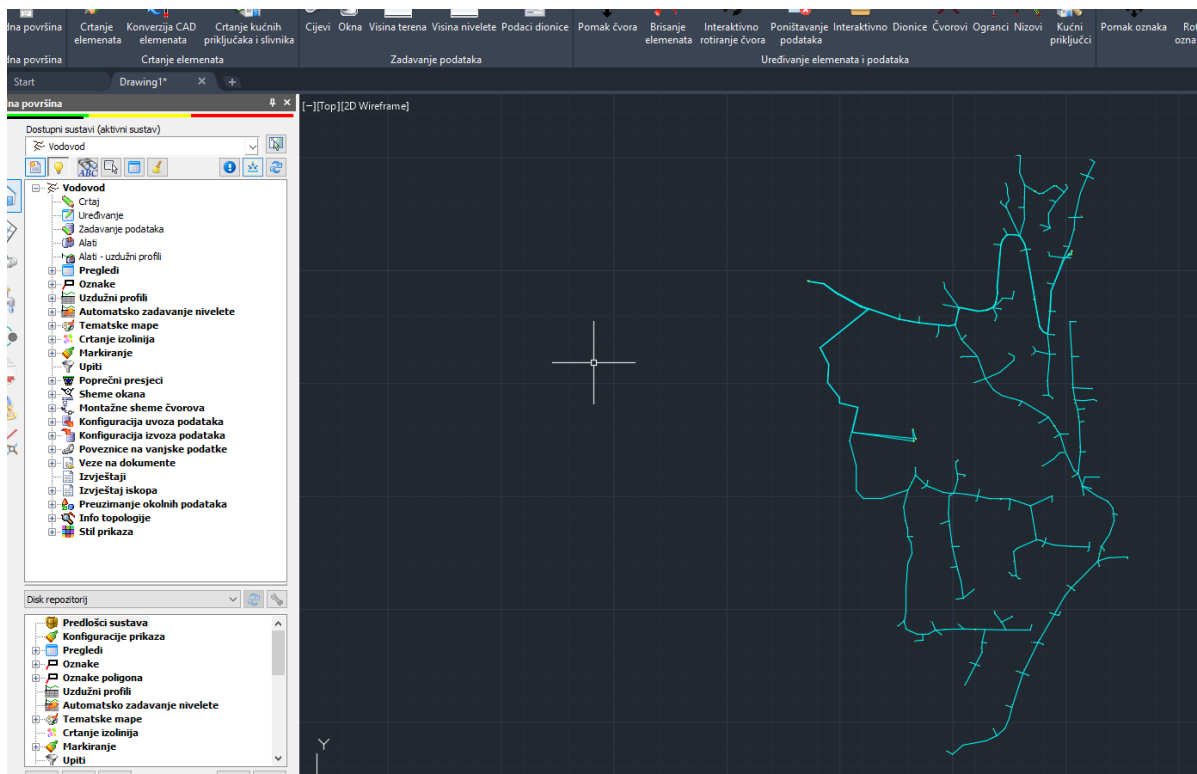 dna površina
Crtanje elemenata
Konverzija CAD elemenata
Crtanje kućnih priključaka i slivnika
Cijevi
Okna
Visina terena
Visina nivelete
Podaci dionice
Pomak čvora
Brisanje elemenata
Interaktivno rotiranje čvora
Poništavanje podataka
Interaktivno
Dionice
Čvorovi
Ogranci
Nizovi
Kućni priključci
Pomak oznaka
Rot
ozna
dna površina
Crtanje elemenata
Zadavanje podataka
Uređivanje elemenata i podataka
Start
Drawing1*
na površina
[−][Top][2D Wireframe]
Dostupni sustavi (aktivni sustav)
Vodovod
ABC
Vodovod
Crtaj
Uređivanje
Zadavanje podataka
Alati
Alati - uzdužni profili
Pregledi
Oznake
Uzdužni profili
Automatsko zadavanje nivelete
Tematske mape
Crtanje izolinija
Markiranje
Upiti
Poprečni presjeci
Sheme okana
Montažne sheme čvorova
Konfiguracija uvoza podataka
Konfiguracija izvoza podataka
Poveznice na vanjske podatke
Veze na dokumente
Izvještaji
Izvještaj iskopa
Preuzimanje okolnih podataka
Info topologije
Stil prikaza
Disk repozitorij
Predlošci sustava
Konfiguracije prikaza
Pregledi
Oznake
Oznake poligona
Uzdužni profili
Automatsko zadavanje nivelete
Tematske mape
Crtanje izolinija
Markiranje
Upiti
Y